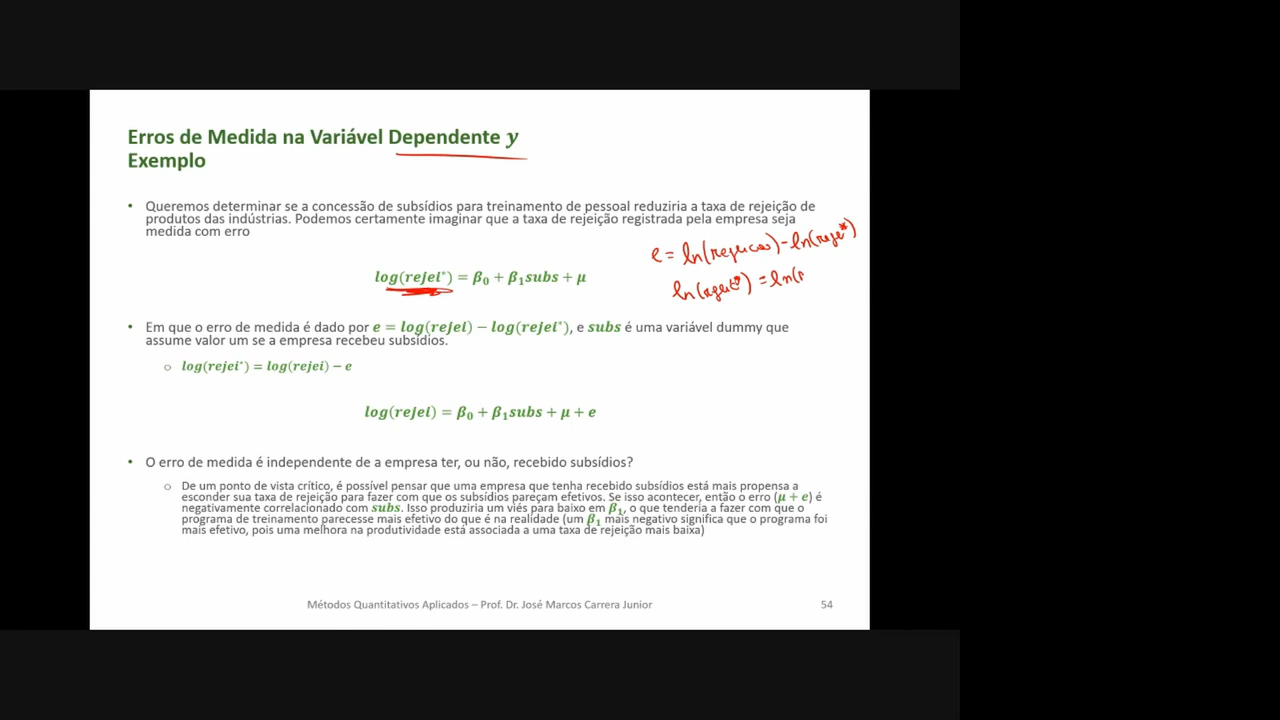 Erros de Medida na Variável Dependente y
Exemplo
• Queremos determinar se a concessão de subsídios para treinamento de pessoal reduziria a taxa de rejeição de
produtos das indústrias. Podemos certamente imaginar que a taxa de rejeição registrada pela empresa seja
medida com erro
e = ln(rejeicao) - ln(reje*)
log(rejei*) = β₀ + β₁subs + μ
ln(rejeit*) = ln(r
• Em que o erro de medida é dado por e = log(rejei) − log(rejei*), e subs é uma variável dummy que
assume valor um se a empresa recebeu subsídios.
○ log(rejei*) = log(rejei) − e
log(rejei) = β₀ + β₁subs + μ + e
• O erro de medida é independente de a empresa ter, ou não, recebido subsídios?
○ De um ponto de vista crítico, é possível pensar que uma empresa que tenha recebido subsídios está mais propensa a
esconder sua taxa de rejeição para fazer com que os subsídios pareçam efetivos. Se isso acontecer, então o erro (μ + e) é
negativamente correlacionado com subs. Isso produziria um viés para baixo em β₁, o que tenderia a fazer com que o
programa de treinamento parecesse mais efetivo do que é na realidade (um β₁ mais negativo significa que o programa foi
mais efetivo, pois uma melhora na produtividade está associada a uma taxa de rejeição mais baixa)
Métodos Quantitativos Aplicados – Prof. Dr. José Marcos Carrera Junior
54